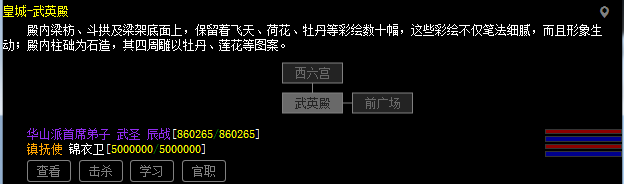 皇城-武英殿
殿内梁枋、斗拱及梁架底面上，保留着飞天、荷花、牡丹等彩绘数十幅，这些彩绘不仅笔法细腻，而且形象生
动；殿内柱础为石造，其四周雕以牡丹、莲花等图案。
西六宫
武英殿 前广场
华山派首席弟子 武圣 辰战[860265/860265]
镇抚使 锦衣卫[5000000/5000000]
查看 击杀 学习 官职